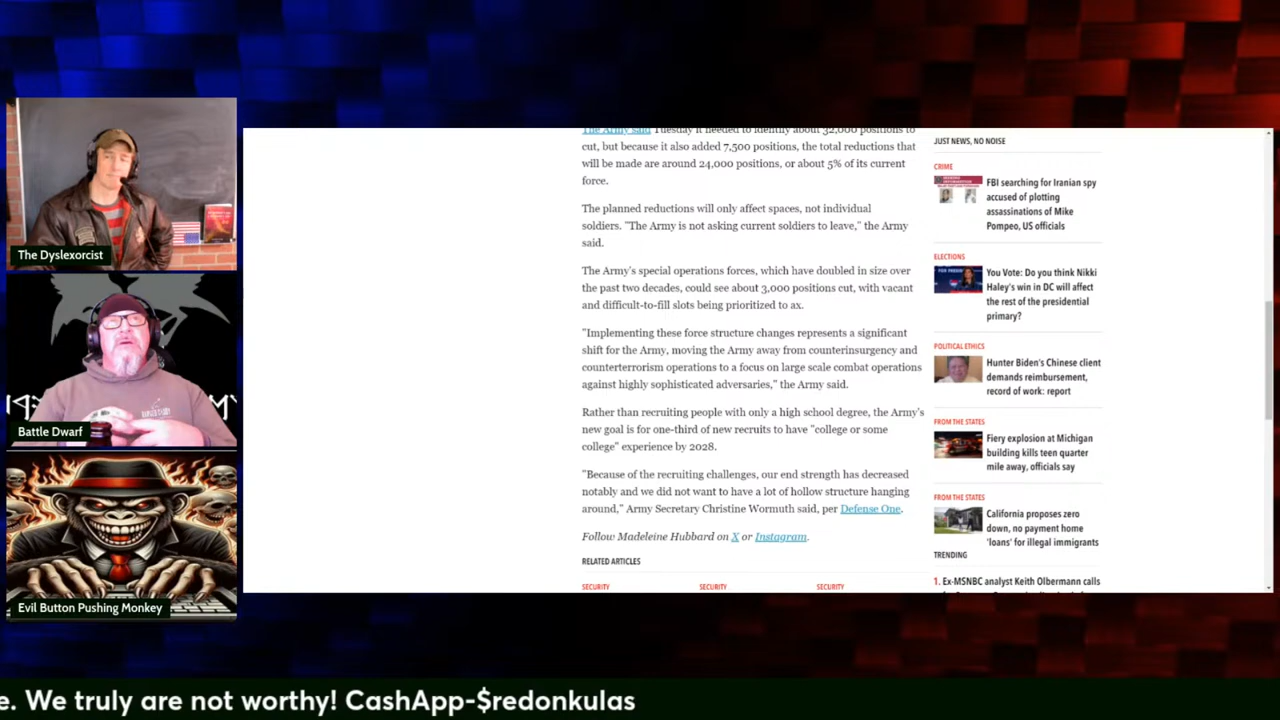 The Dyslexorcist
Battle Dwarf
Evil Button Pushing Monkey
The Army said Tuesday it needed to identify about 32,000 positions to
cut, but because it also added 7,500 positions, the total reductions that
will be made are around 24,000 positions, or about 5% of its current
force.
The planned reductions will only affect spaces, not individual
soldiers. "The Army is not asking current soldiers to leave," the Army
said.
The Army's special operations forces, which have doubled in size over
the past two decades, could see about 3,000 positions cut, with vacant
and difficult-to-fill slots being prioritized to ax.
"Implementing these force structure changes represents a significant
shift for the Army, moving the Army away from counterinsurgency and
counterterrorism operations to a focus on large scale combat operations
against highly sophisticated adversaries," the Army said.
Rather than recruiting people with only a high school degree, the Army's
new goal is for one-third of new recruits to have "college or some
college" experience by 2028.
"Because of the recruiting challenges, our end strength has decreased
notably and we did not want to have a lot of hollow structure hanging
around," Army Secretary Christine Wormuth said, per Defense One.
Follow Madeleine Hubbard on X or Instagram.
RELATED ARTICLES
SECURITY
SECURITY
SECURITY
JUST NEWS, NO NOISE
CRIME
FBI searching for Iranian spy
accused of plotting
assassinations of Mike
Pompeo, US officials
ELECTIONS
You Vote: Do you think Nikki
Haley's win in DC will affect
the rest of the presidential
primary?
POLITICAL ETHICS
Hunter Biden's Chinese client
demands reimbursement,
record of work: report
FROM THE STATES
Fiery explosion at Michigan
building kills teen quarter
mile away, officials say
FROM THE STATES
California proposes zero
down, no payment home
'loans' for illegal immigrants
TRENDING
1. Ex-MSNBC analyst Keith Olbermann calls
e. We truly are not worthy! CashApp-$redonkulas